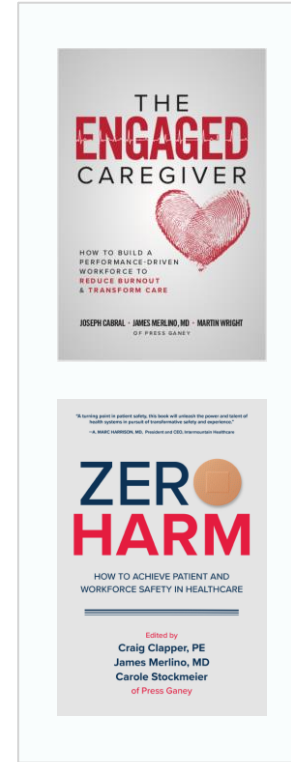 THE
ENGAGED
CAREGIVER
HOW TO BUILD A
PERFORMANCE-DRIVEN
WORKFORCE TO
REDUCE BURNOUT
& TRANSFORM CARE
JOSEPH CABRAL • JAMES MERLINO, MD • MARTIN WRIGHT
OF PRESS GANEY
"A turning point in patient safety, this book will unleash the power and talent of
health systems in pursuit of transformative safety and experience."
—A. MARC HARRISON, MD, President and CEO, Intermountain Healthcare
ZERO
HARM
HOW TO ACHIEVE PATIENT AND
WORKFORCE SAFETY IN HEALTHCARE
Edited by
Craig Clapper, PE
James Merlino, MD
Carole Stockmeier
of Press Ganey